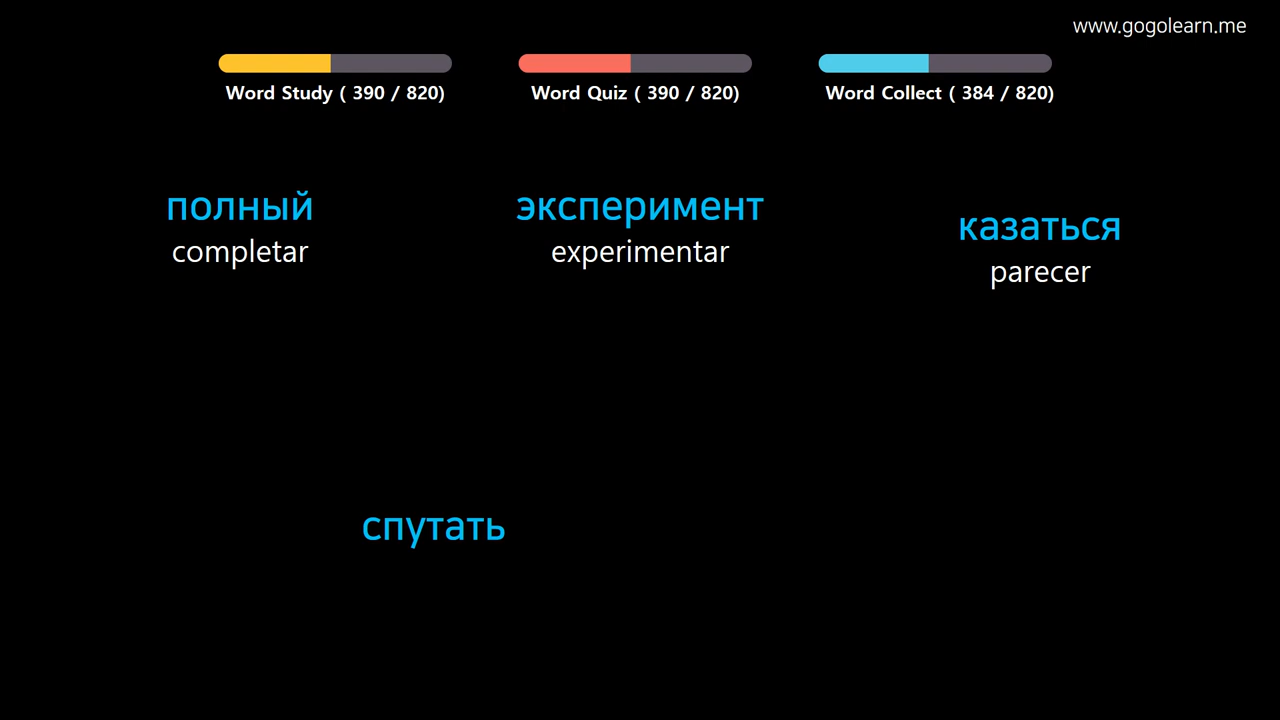 www.gogolearn.me
Word Study ( 390 / 820)
Word Quiz ( 390 / 820)
Word Collect ( 384 / 820)
полный
completar
эксперимент
experimentar
казаться
parecer
спутать